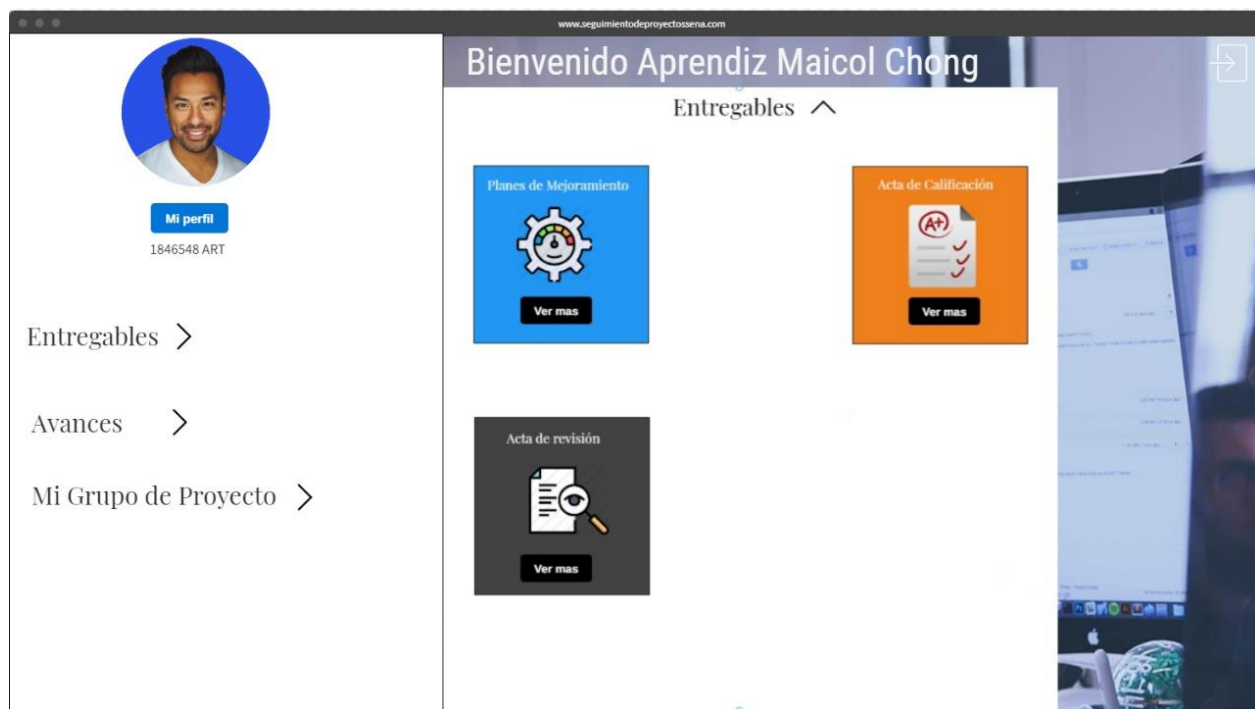 www.seguimientodeproyectossena.com
Bienvenido Aprendiz Maicol Chong
Mi perfil
1846548 ART
Entregables
Avances
Mi Grupo de Proyecto
Entregables
Planes de Mejoramiento
Ver mas
Acta de Calificación
A+
Ver mas
Acta de revisión
Ver mas